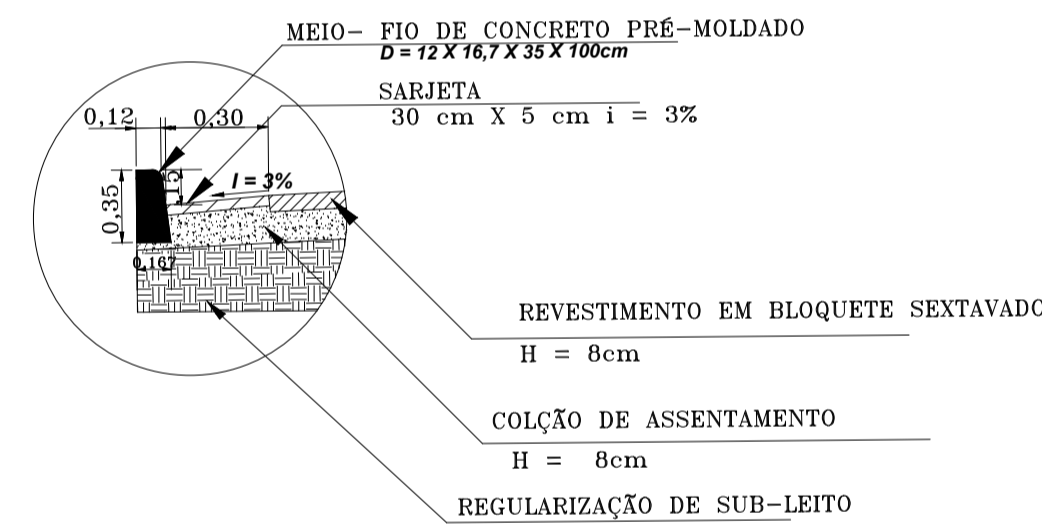 MEIO- FIO DE CONCRETO PRÉ-MOLDADO
D = 12 X 16,7 X 35 X 100cm
SARJETA
30 cm X 5 cm i = 3%
0,12 0,30
I = 3%
15
0,35
0,167
REVESTIMENTO EM BLOQUETE SEXTAVADO
H = 8cm
COLÇÃO DE ASSENTAMENTO
H = 8cm
REGULARIZAÇÃO DE SUB-LEITO